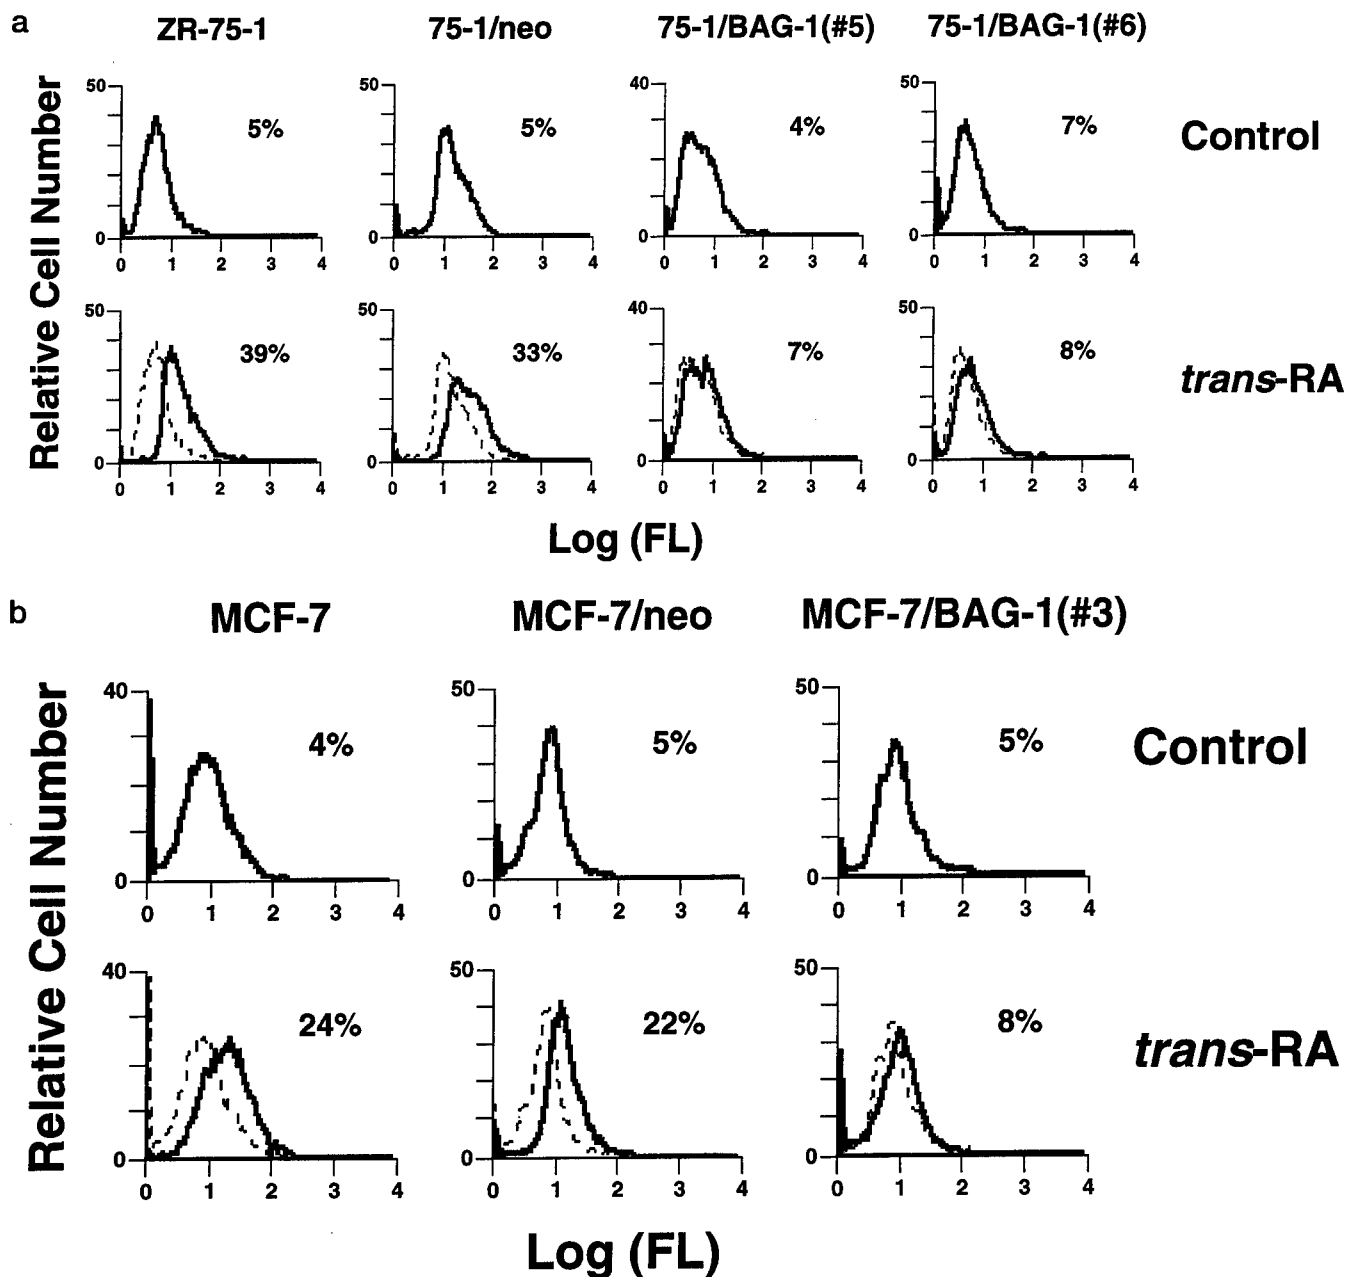 a
ZR-75-1 75-1/neo 75-1/BAG-1(#5) 75-1/BAG-1(#6)
Relative Cell Number
50 50 40 50
5% 5% 4% 7% Control
0 0 0 0
0 1 2 3 4 0 1 2 3 4 0 1 2 3 4 0 1 2 3 4
50 50 40 50
39% 33% 7% 8% trans-RA
0 0 0 0
0 1 2 3 4 0 1 2 3 4 0 1 2 3 4 0 1 2 3 4
Log (FL)
b
MCF-7 MCF-7/neo MCF-7/BAG-1(#3)
Relative Cell Number
40 50 50
4% 5% 5% Control
0 0 0
0 1 2 3 4 0 1 2 3 4 0 1 2 3 4
40 50 50
24% 22% 8% trans-RA
0 0 0
0 1 2 3 4 0 1 2 3 4 0 1 2 3 4
Log (FL)